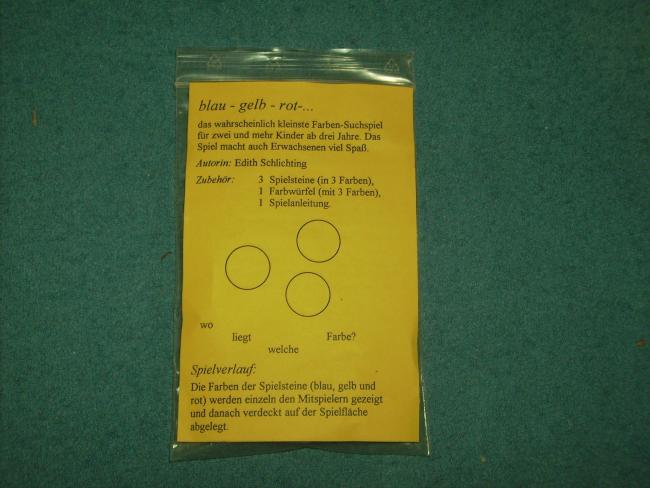 blau - gelb - rot-...
das wahrscheinlich kleinste Farben-Suchspiel
für zwei und mehr Kinder ab drei Jahre. Das
Spiel macht auch Erwachsenen viel Spaß.
Autorin: Edith Schlichting
Zubehör: 3 Spielsteine (in 3 Farben),
1 Farbwürfel (mit 3 Farben),
1 Spielanleitung.
wo
liegt Farbe?
welche
Spielverlauf:
Die Farben der Spielsteine (blau, gelb und
rot) werden einzeln den Mitspielern gezeigt
und danach verdeckt auf der Spielfläche
abgelegt.